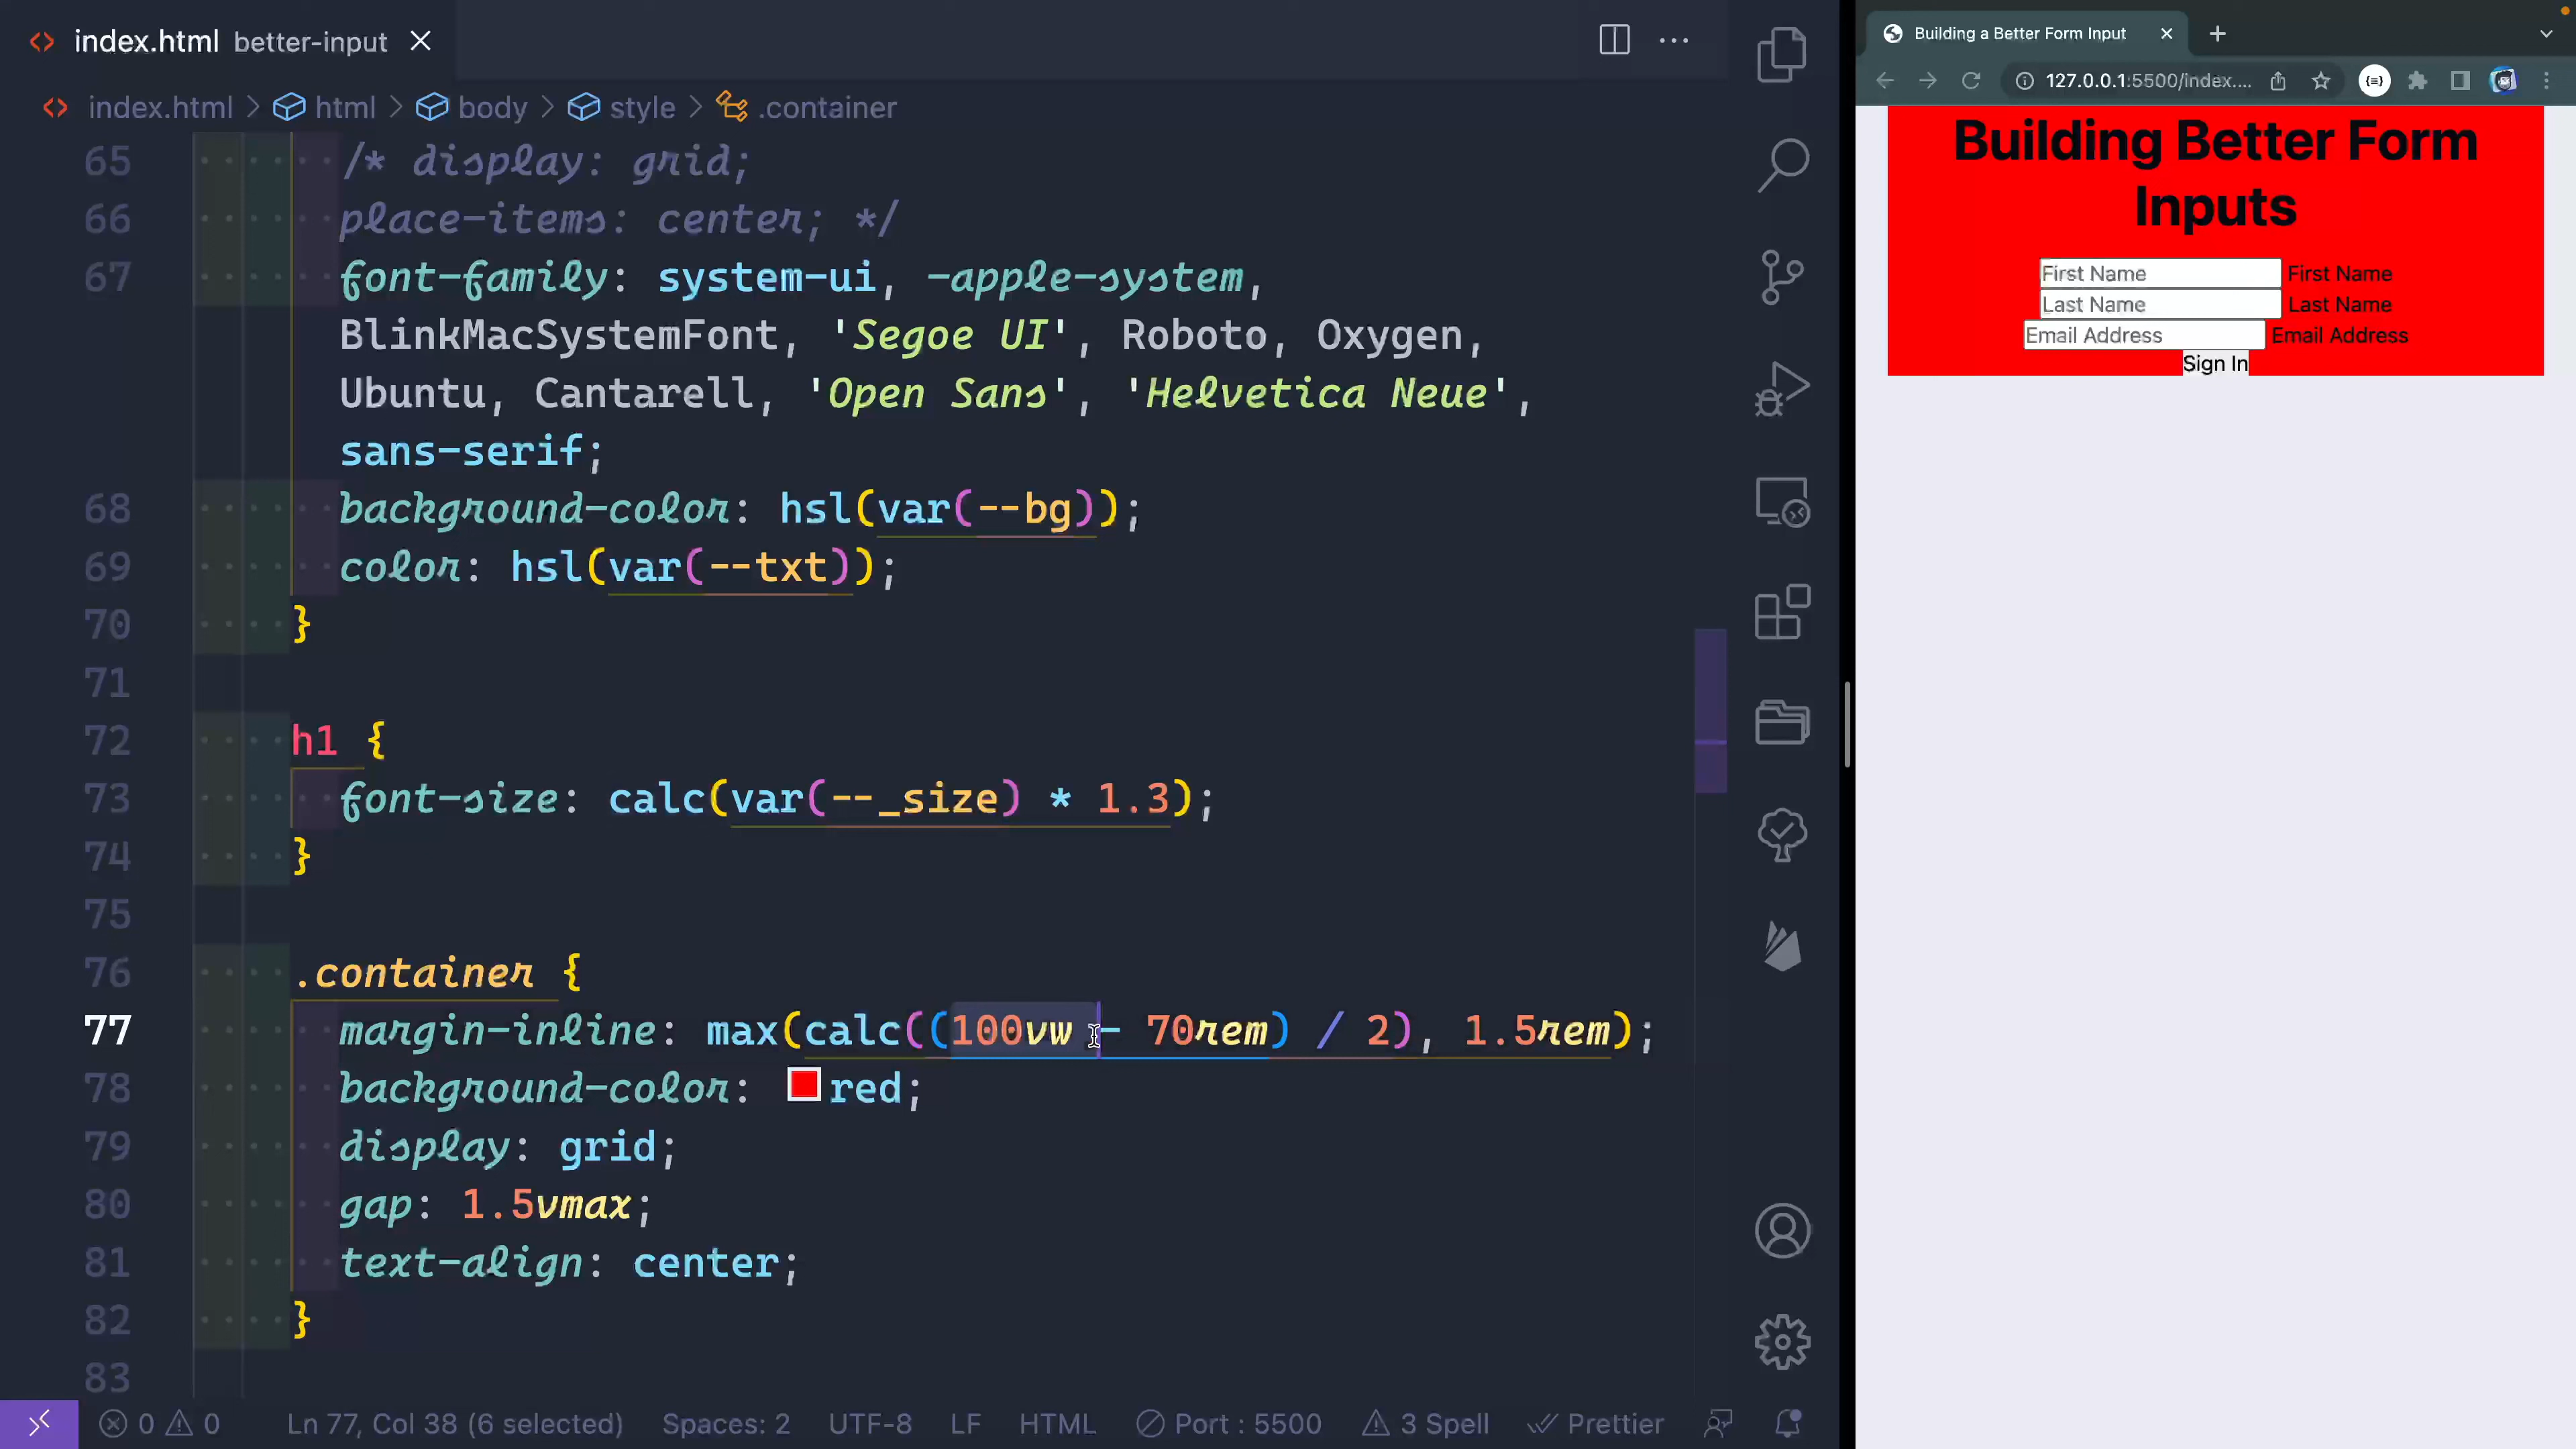 index.html better-input
index.html > html > body > style > .container
65 /* display: grid;
66 place-items: center; */
67 font-family: system-ui, -apple-system,
BlinkMacSystemFont, 'Segoe UI', Roboto, Oxygen,
Ubuntu, Cantarell, 'Open Sans', 'Helvetica Neue',
sans-serif;
68 background-color: hsl(var(--bg));
69 color: hsl(var(--txt));
70 }
71
72 h1 {
73 font-size: calc(var(--_size) * 1.3);
74 }
75
76 .container {
77 margin-inline: max(calc((100vw - 70rem) / 2), 1.5rem);
78 background-color: red;
79 display: grid;
80 gap: 1.5vmax;
81 text-align: center;
82 }
83
0 0 Ln 77, Col 38 (6 selected) Spaces: 2 UTF-8 LF HTML Port : 5500 3 Spell Prettier
Building a Better Form Input
127.0.0.1:5500/index....
Building Better Form
Inputs
First Name First Name
Last Name Last Name
Email Address Email Address
Sign In